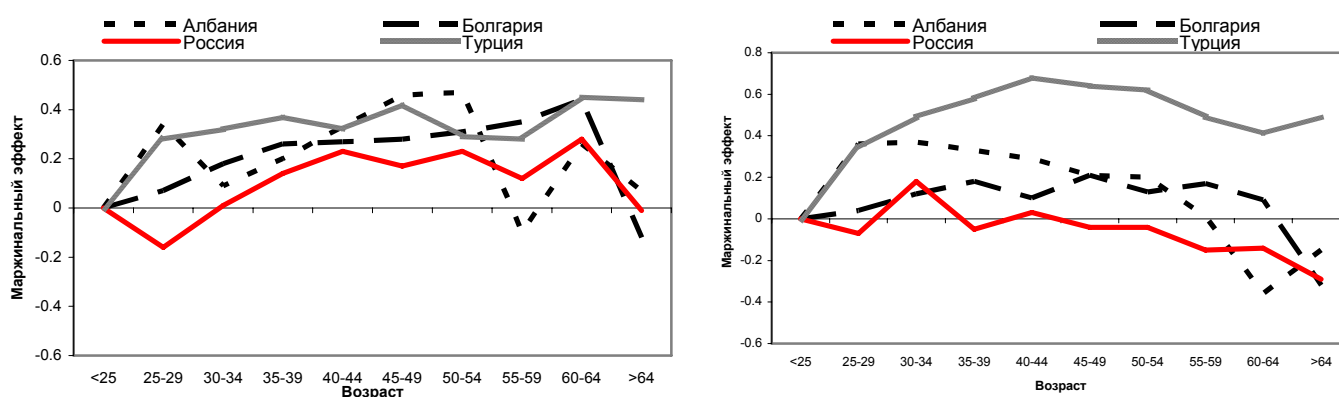 Албания Болгария
Россия Турция
Маржинальный эффект
0.6
0.4
0.2
0
-0.2
-0.4
-0.6
<25 25-29 30-34 35-39 40-44 45-49 50-54 55-59 60-64 >64
Возраст
Албания Болгария
Россия Турция
Маржинальный эффект
0.8
0.6
0.4
0.2
0
-0.2
-0.4
-0.6
<25 25-29 30-34 35-39 40-44 45-49 50-54 55-59 60-64 >64
Возраст